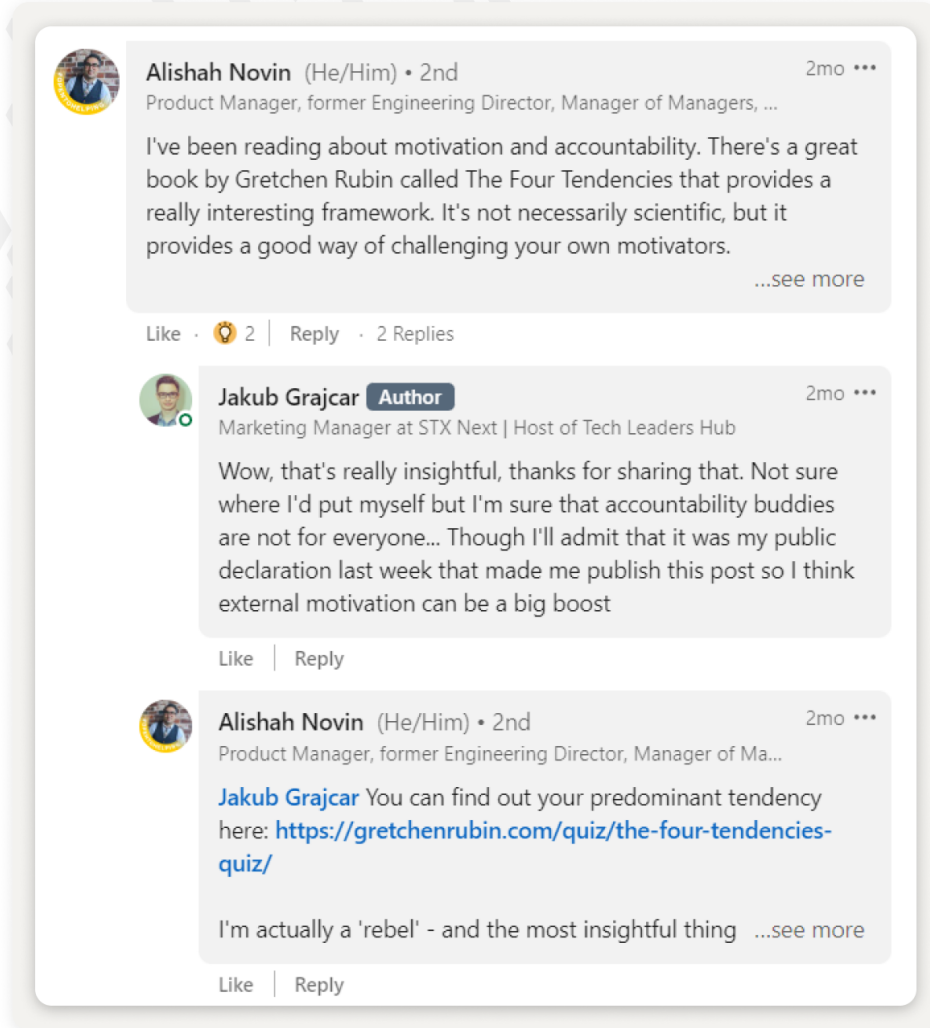 Alishah Novin (He/Him) • 2nd 2mo •••
Product Manager, former Engineering Director, Manager of Managers, ...
I've been reading about motivation and accountability. There's a great
book by Gretchen Rubin called The Four Tendencies that provides a
really interesting framework. It's not necessarily scientific, but it
provides a good way of challenging your own motivators.
...see more
Like · 2 | Reply · 2 Replies
Jakub Grajcar Author 2mo •••
Marketing Manager at STX Next | Host of Tech Leaders Hub
Wow, that's really insightful, thanks for sharing that. Not sure
where I'd put myself but I'm sure that accountability buddies
are not for everyone... Though I'll admit that it was my public
declaration last week that made me publish this post so I think
external motivation can be a big boost
Like | Reply
Alishah Novin (He/Him) • 2nd 2mo •••
Product Manager, former Engineering Director, Manager of Ma...
Jakub Grajcar You can find out your predominant tendency
here: https://gretchenrubin.com/quiz/the-four-tendencies-
quiz/
I'm actually a 'rebel' - and the most insightful thing ...see more
Like | Reply